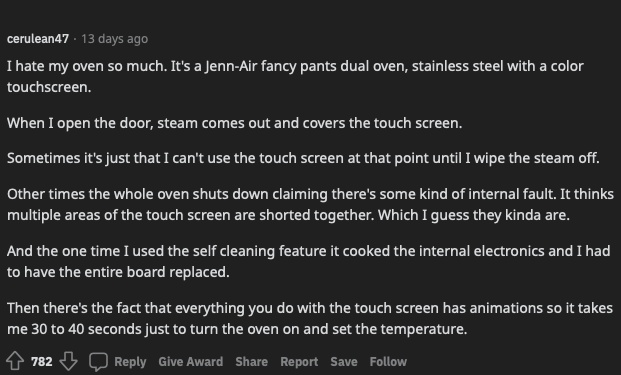 cerulean47 · 13 days ago
I hate my oven so much. It's a Jenn-Air fancy pants dual oven, stainless steel with a color
touchscreen.
When I open the door, steam comes out and covers the touch screen.
Sometimes it's just that I can't use the touch screen at that point until I wipe the steam off.
Other times the whole oven shuts down claiming there's some kind of internal fault. It thinks
multiple areas of the touch screen are shorted together. Which I guess they kinda are.
And the one time I used the self cleaning feature it cooked the internal electronics and I had
to have the entire board replaced.
Then there's the fact that everything you do with the touch screen has animations so it takes
me 30 to 40 seconds just to turn the oven on and set the temperature.
782 Reply Give Award Share Report Save Follow